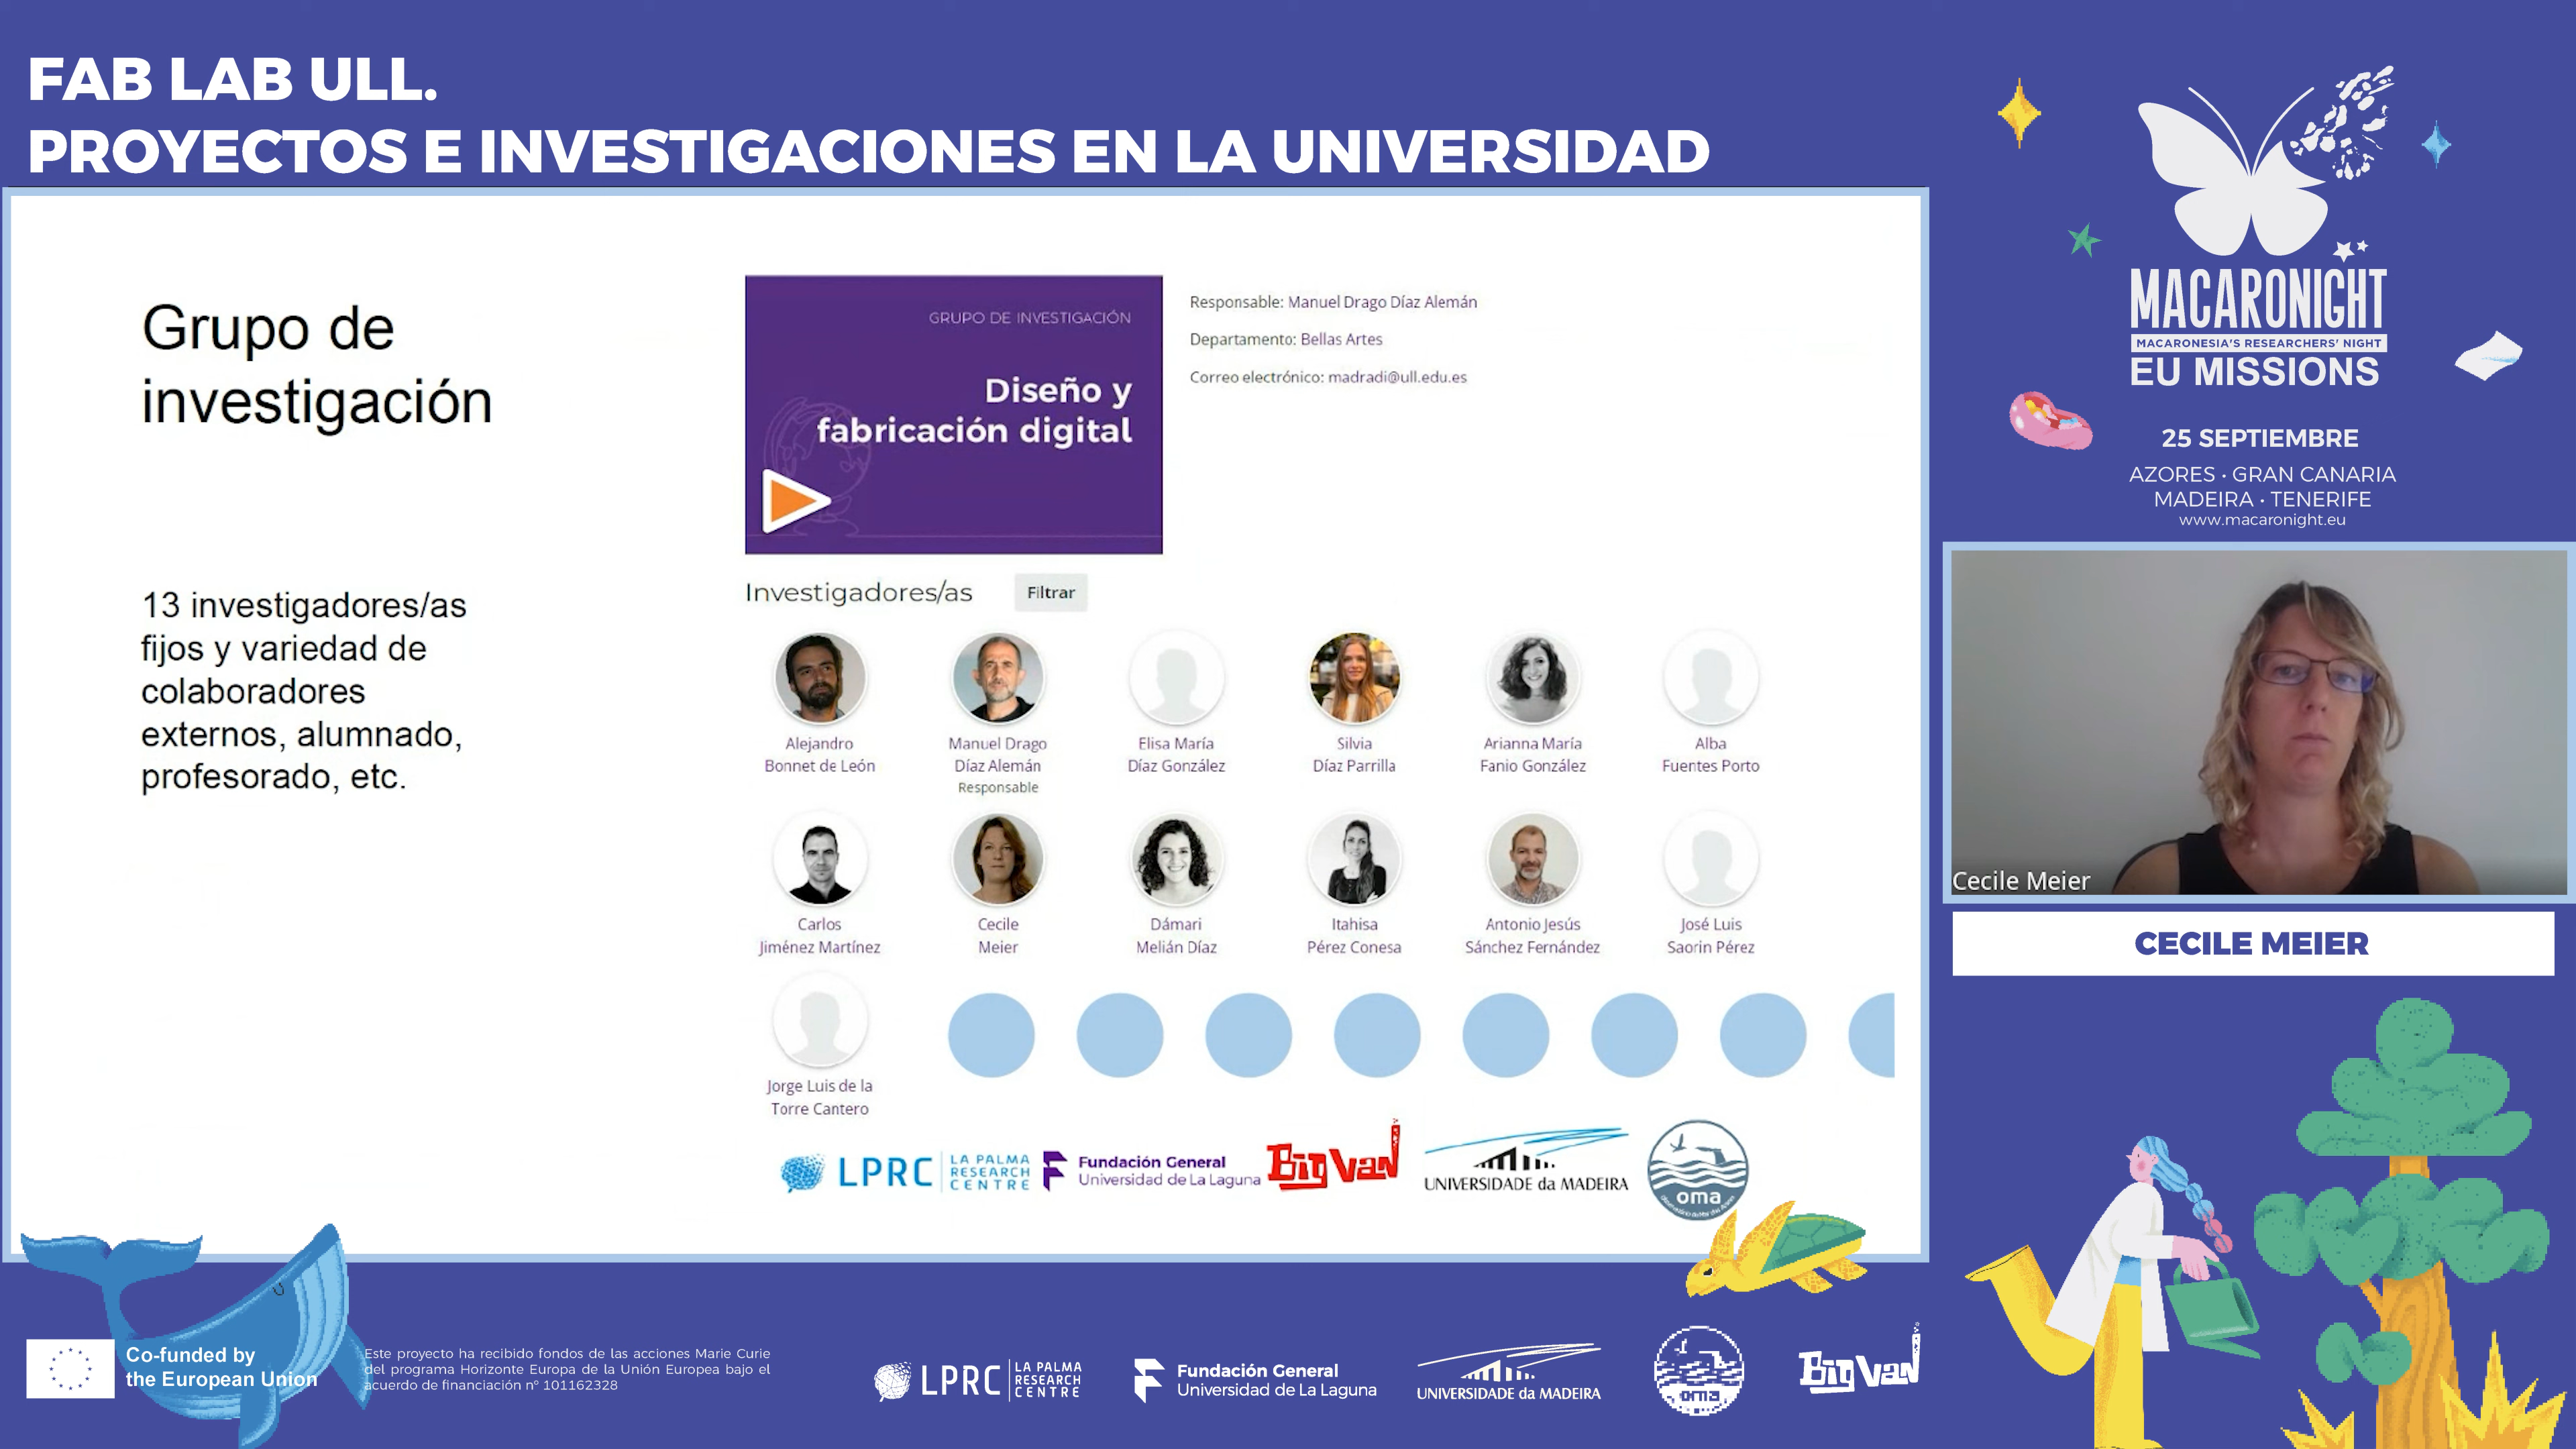 FAB LAB ULL.
PROYECTOS E INVESTIGACIONES EN LA UNIVERSIDAD
Grupo de
investigación
13 investigadores/as
fijos y variedad de
colaboradores
externos, alumnado,
profesorado, etc.
GRUPO DE INVESTIGACIÓN
Diseño y
fabricación digital
Responsable: Manuel Drago Díaz Alemán
Departamento: Bellas Artes
Correo electrónico: madradi@ull.edu.es
Investigadores/as
Filtrar
Alejandro
Bonnet de León
Manuel Drago
Díaz Alemán
Responsable
Elisa María
Díaz González
Silvia
Díaz Parrilla
Arianna María
Fanio González
Alba
Fuentes Porto
Carlos
Jiménez Martínez
Cecile
Meier
Dámari
Melián Díaz
Itahisa
Pérez Conesa
Antonio Jesús
Sánchez Fernández
José Luis
Saorin Pérez
Jorge Luis de la
Torre Cantero
LPRC
LA PALMA
RESEARCH
CENTRE
Fundación General
Universidad de La Laguna
Big Van
UNIVERSIDADE da MADEIRA
oma
MACARONIGHT
MACARONESIA'S RESEARCHERS' NIGHT
EU MISSIONS
25 SEPTIEMBRE
AZORES · GRAN CANARIA
MADEIRA · TENERIFE
www.macaronight.eu
Cecile Meier
CECILE MEIER
Co-funded by
the European Union
Este proyecto ha recibido fondos de las acciones Marie Curie
del programa Horizonte Europa de la Unión Europea bajo el
acuerdo de financiación nº 101162328
LPRC
LA PALMA
RESEARCH
CENTRE
Fundación General
Universidad de La Laguna
UNIVERSIDADE da MADEIRA
oma
Big Van